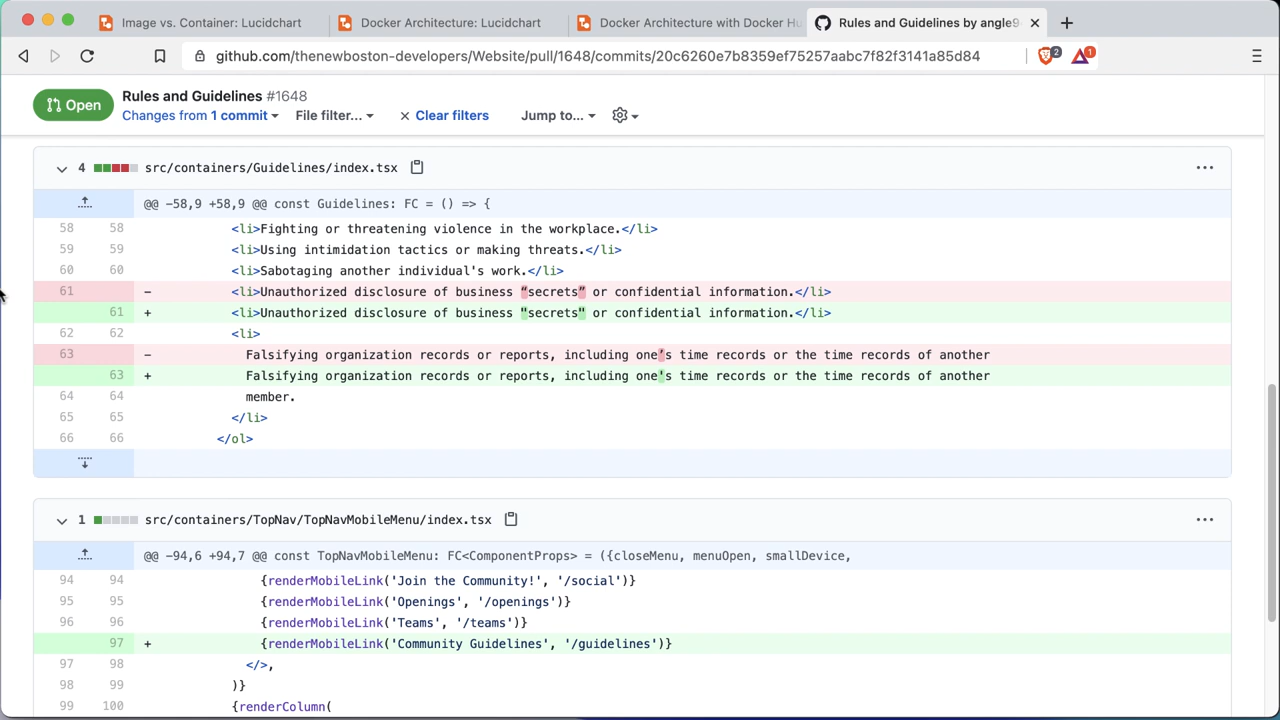 Image vs. Container: Lucidchart
Docker Architecture: Lucidchart
Docker Architecture with Docker Hu
Rules and Guidelines by angle9
github.com/thenewboston-developers/Website/pull/1648/commits/20c6260e7b8359ef75257aabc7f82f3141a85d84
2
1
Open
Rules and Guidelines #1648
Changes from 1 commit
File filter...
Clear filters
Jump to...
4 src/containers/Guidelines/index.tsx
@@ -58,9 +58,9 @@ const Guidelines: FC = () => {
58 58 <li>Fighting or threatening violence in the workplace.</li>
59 59 <li>Using intimidation tactics or making threats.</li>
60 60 <li>Sabotaging another individual's work.</li>
61 - <li>Unauthorized disclosure of business “secrets” or confidential information.</li>
61 + <li>Unauthorized disclosure of business "secrets" or confidential information.</li>
62 62 <li>
63 - Falsifying organization records or reports, including one’s time records or the time records of another
63 + Falsifying organization records or reports, including one's time records or the time records of another
64 64 member.
65 65 </li>
66 66 </ol>
1 src/containers/TopNav/TopNavMobileMenu/index.tsx
@@ -94,6 +94,7 @@ const TopNavMobileMenu: FC<ComponentProps> = ({closeMenu, menuOpen, smallDevice,
94 94 {renderMobileLink('Join the Community!', '/social')}
95 95 {renderMobileLink('Openings', '/openings')}
96 96 {renderMobileLink('Teams', '/teams')}
97 + {renderMobileLink('Community Guidelines', '/guidelines')}
97 98 </>,
98 99 )}
99 100 {renderColumn(